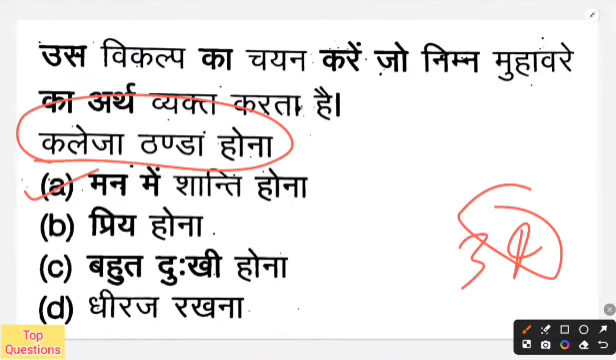 उस विकल्प का चयन करें जो निम्न मुहावरे
का अर्थ व्यक्त करता है।
कलेजा ठण्डा होना
(a) मन में शान्ति होना
(b) प्रिय होना
(c) बहुत दुःखी होना
(d) धीरज रखना
Top
Questions